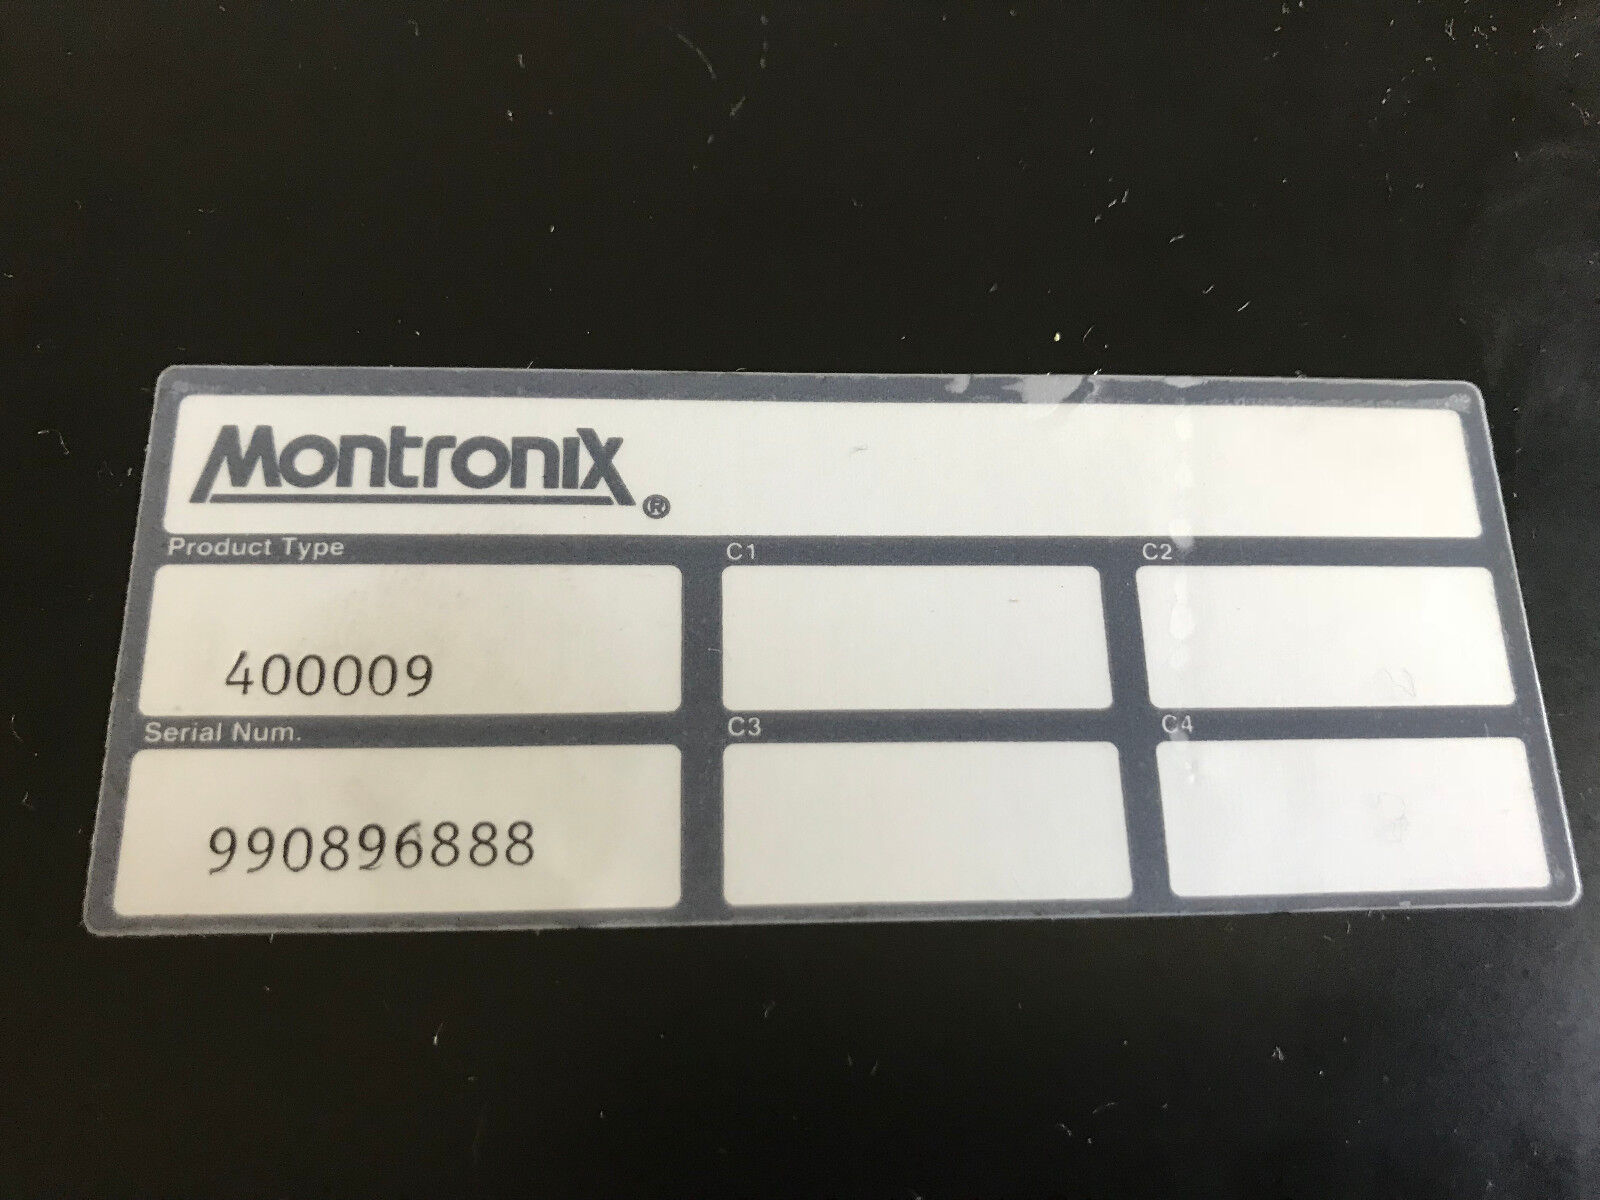 Montronix®
Product Type C1 C2
400009
Serial Num. C3 C4
990896888